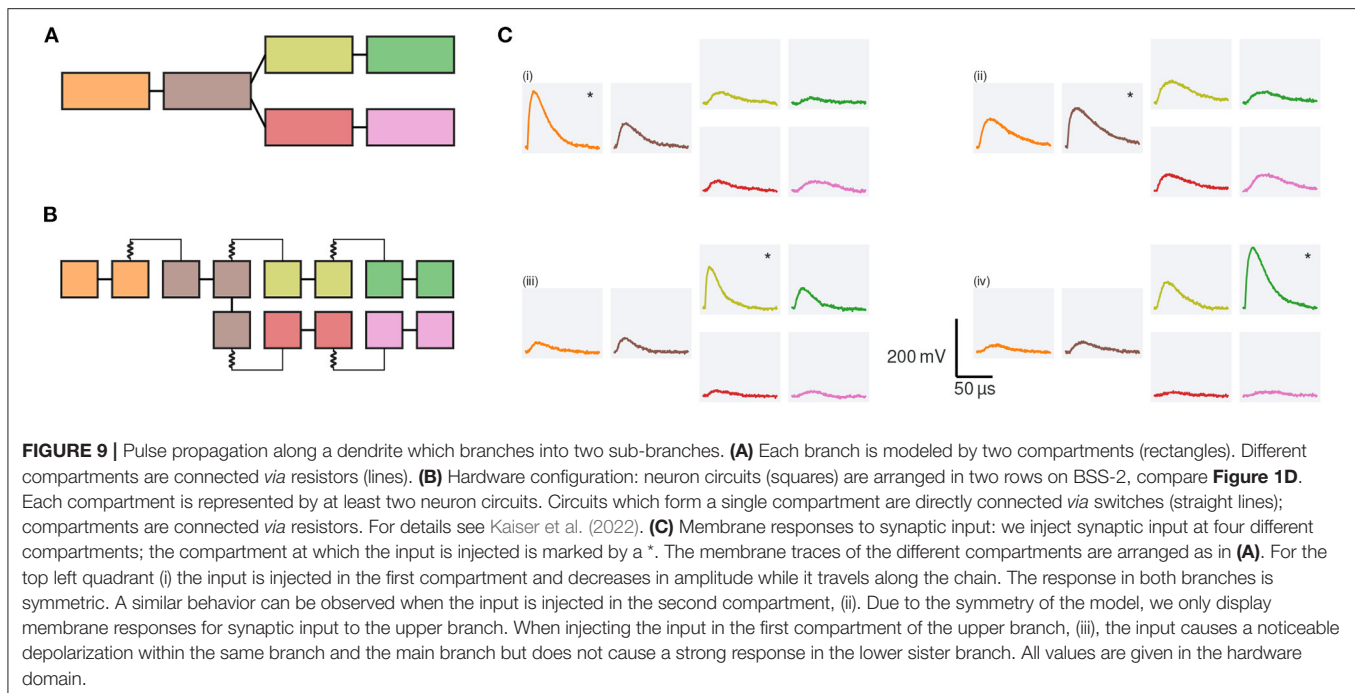 A
C
(i)
*
(ii)
*
B
(iii)
*
(iv)
*
200 mV
50 µs
FIGURE 9 | Pulse propagation along a dendrite which branches into two sub-branches. (A) Each branch is modeled by two compartments (rectangles). Different
compartments are connected via resistors (lines). (B) Hardware configuration: neuron circuits (squares) are arranged in two rows on BSS-2, compare Figure 1D.
Each compartment is represented by at least two neuron circuits. Circuits which form a single compartment are directly connected via switches (straight lines);
compartments are connected via resistors. For details see Kaiser et al. (2022). (C) Membrane responses to synaptic input: we inject synaptic input at four different
compartments; the compartment at which the input is injected is marked by a *. The membrane traces of the different compartments are arranged as in (A). For the
top left quadrant (i) the input is injected in the first compartment and decreases in amplitude while it travels along the chain. The response in both branches is
symmetric. A similar behavior can be observed when the input is injected in the second compartment, (ii). Due to the symmetry of the model, we only display
membrane responses for synaptic input to the upper branch. When injecting the input in the first compartment of the upper branch, (iii), the input causes a noticeable
depolarization within the same branch and the main branch but does not cause a strong response in the lower sister branch. All values are given in the hardware
domain.